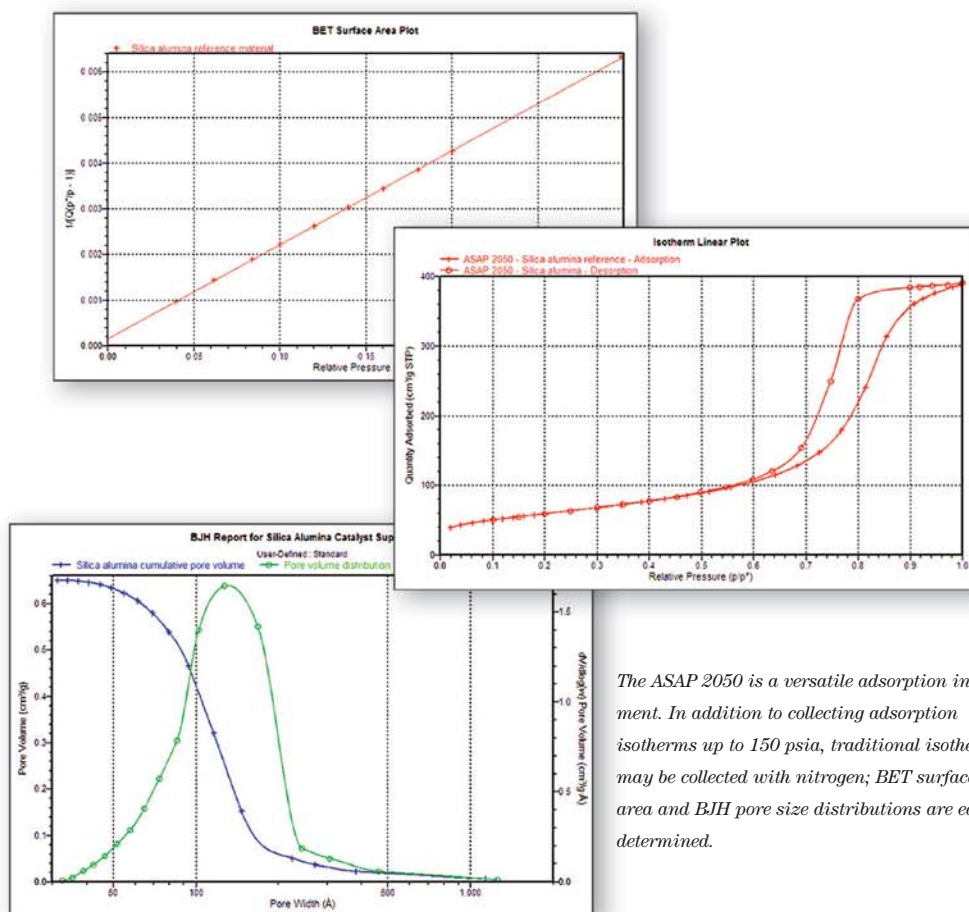 BET Surface Area Plot
+ Silica alumina reference material
1/[Q(p°/p - 1)]
0.006
0.005
0.004
0.003
0.002
0.001
0.000
0.00 0.05 0.10 0.15
Relative Pressure
Isotherm Linear Plot
ASAP 2050 - Silica alumina reference - Adsorption
ASAP 2050 - Silica alumina - Desorption
Quantity Adsorbed (cm³/g STP)
400
300
200
100
0
0.0 0.1 0.2 0.3 0.4 0.5 0.6 0.7 0.8 0.9 1.0
Relative Pressure (p/p°)
BJH Report for Silica Alumina Catalyst Sup
User-Defined : Standard
Silica alumina cumulative pore volume Pore volume distribution
Pore Volume (cm³/g)
0.6
0.5
0.4
0.3
0.2
0.1
0.0
50 100 500 1,000
Pore Width (Å)
1.5
1.0
0.5
0.0
dV/dlog(w) Pore Volume (cm³/g·Å)
The ASAP 2050 is a versatile adsorption in
ment. In addition to collecting adsorption
isotherms up to 150 psia, traditional isothe
may be collected with nitrogen; BET surface
area and BJH pore size distributions are ea
determined.